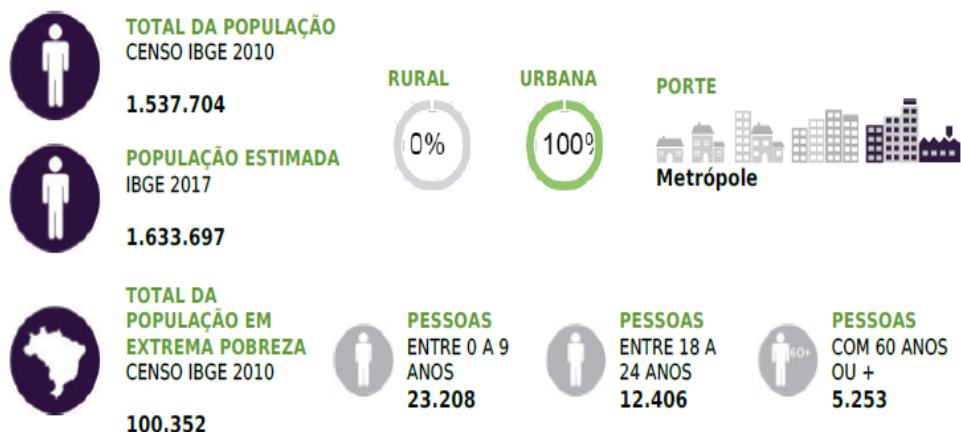 TOTAL DA POPULAÇÃO
CENSO IBGE 2010
1.537.704
POPULAÇÃO ESTIMADA
IBGE 2017
1.633.697
RURAL
0%
URBANA
100%
PORTE
Metrópole
TOTAL DA
POPULAÇÃO EM
EXTREMA POBREZA
CENSO IBGE 2010
100.352
PESSOAS
ENTRE 0 A 9
ANOS
23.208
PESSOAS
ENTRE 18 A
24 ANOS
12.406
60+
PESSOAS
COM 60 ANOS
OU +
5.253